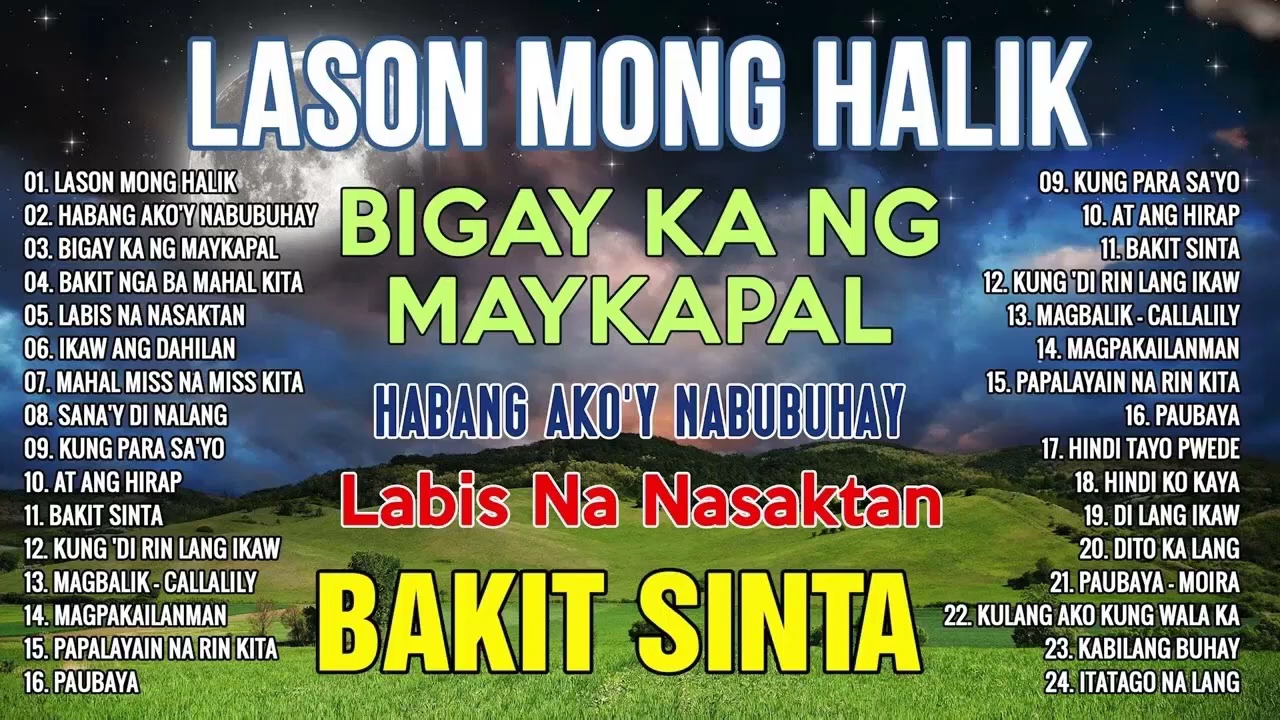 LASON MONG HALIK
01. LASON MONG HALIK
02. HABANG AKO'Y NABUBUHAY
03. BIGAY KA NG MAYKAPAL
04. BAKIT NGA BA MAHAL KITA
05. LABIS NA NASAKTAN
06. IKAW ANG DAHILAN
07. MAHAL MISS NA MISS KITA
08. SANA'Y DI NALANG
09. KUNG PARA SA'YO
10. AT ANG HIRAP
11. BAKIT SINTA
12. KUNG 'DI RIN LANG IKAW
13. MAGBALIK - CALLALILY
14. MAGPAKAILANMAN
15. PAPALAYAIN NA RIN KITA
16. PAUBAYA
BIGAY KA NG
MAYKAPAL
HABANG AKO'Y NABUBUHAY
Labis Na Nasaktan
BAKIT SINTA
09. KUNG PARA SA'YO
10. AT ANG HIRAP
11. BAKIT SINTA
12. KUNG 'DI RIN LANG IKAW
13. MAGBALIK - CALLALILY
14. MAGPAKAILANMAN
15. PAPALAYAIN NA RIN KITA
16. PAUBAYA
17. HINDI TAYO PWEDE
18. HINDI KO KAYA
19. DI LANG IKAW
20. DITO KA LANG
21. PAUBAYA - MOIRA
22. KULANG AKO KUNG WALA KA
23. KABILANG BUHAY
24. ITATAGO NA LANG